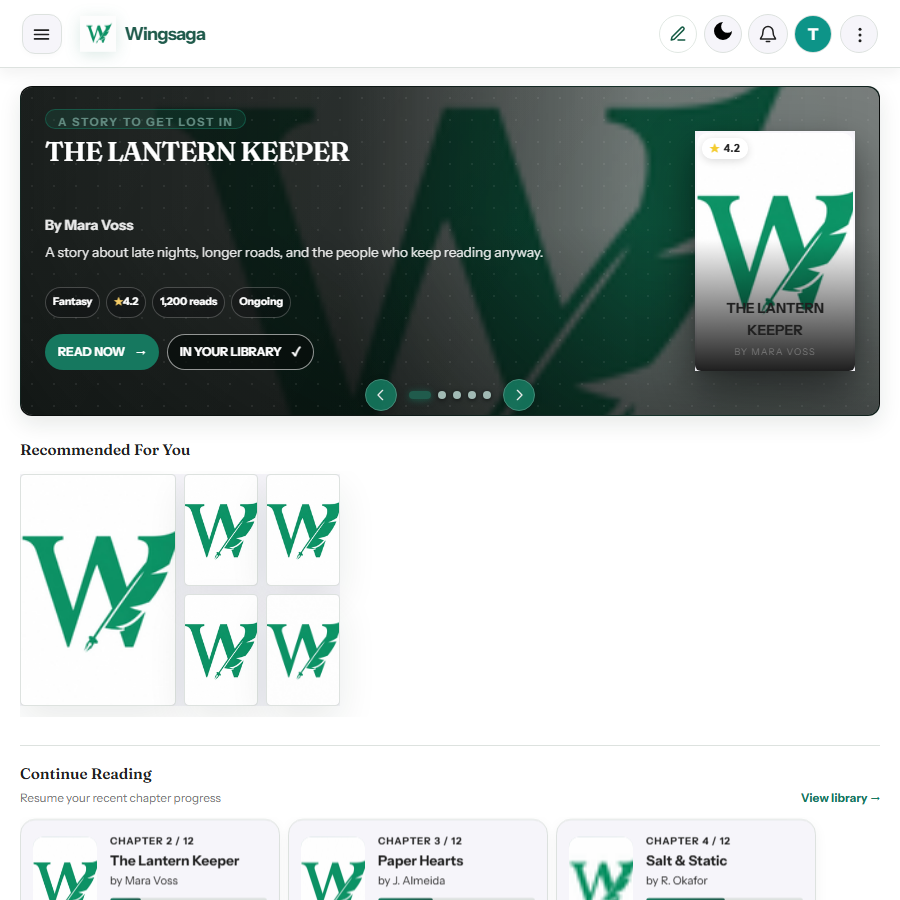 Wingsaga
T
A STORY TO GET LOST IN
THE LANTERN KEEPER
By Mara Voss
A story about late nights, longer roads, and the people who keep reading anyway.
Fantasy
★4.2
1,200 reads
Ongoing
READ NOW →
IN YOUR LIBRARY ✓
★ 4.2
THE LANTERN
KEEPER
BY MARA VOSS
Recommended For You
Continue Reading
Resume your recent chapter progress
View library →
CHAPTER 2 / 12
The Lantern Keeper
by Mara Voss
CHAPTER 3 / 12
Paper Hearts
by J. Almeida
CHAPTER 4 / 12
Salt & Static
by R. Okafor